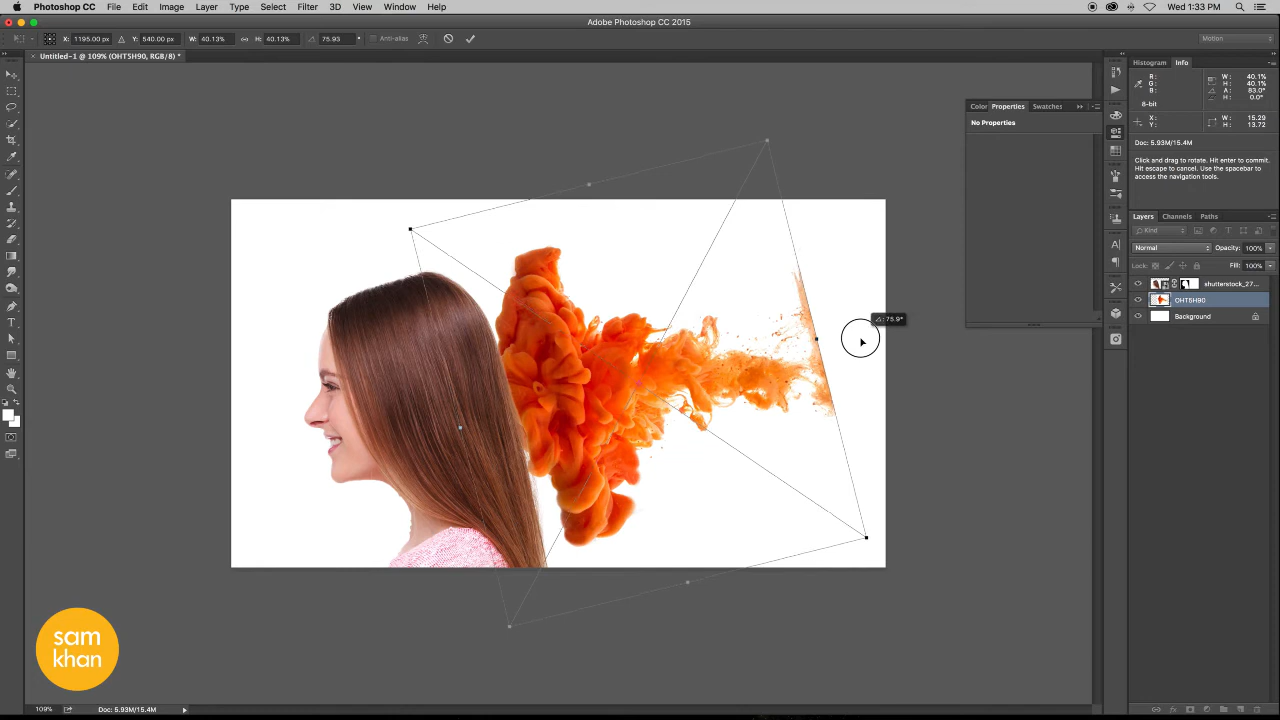 Photoshop CC File Edit Image Layer Type Select Filter 3D View Window Help Wed 1:33 PM
Adobe Photoshop CC 2015
X: 1195.00 px Y: 540.00 px W: 40.13% H: 40.13% 75.93 ° Anti-alias Motion
× Untitled-1 @ 109% (OHT5H90, RGB/8) *
Histogram Info
R: G: B:
W: 40.1% H: 40.1% A: 83.0° H: 0.0°
8-bit
X: Y:
W: 15.29 H: 13.72
Doc: 5.93M/15.4M
Click and drag to rotate. Hit enter to commit.
Hit escape to cancel. Use the spacebar to
access the navigation tools.
Color Properties Swatches
No Properties
Layers Channels Paths
Kind
Normal Opacity: 100%
Lock: Fill: 100%
shutterstock_27...
OHT5H90
Background
75.9°
sam
khan
109% Doc: 5.93M/15.4M